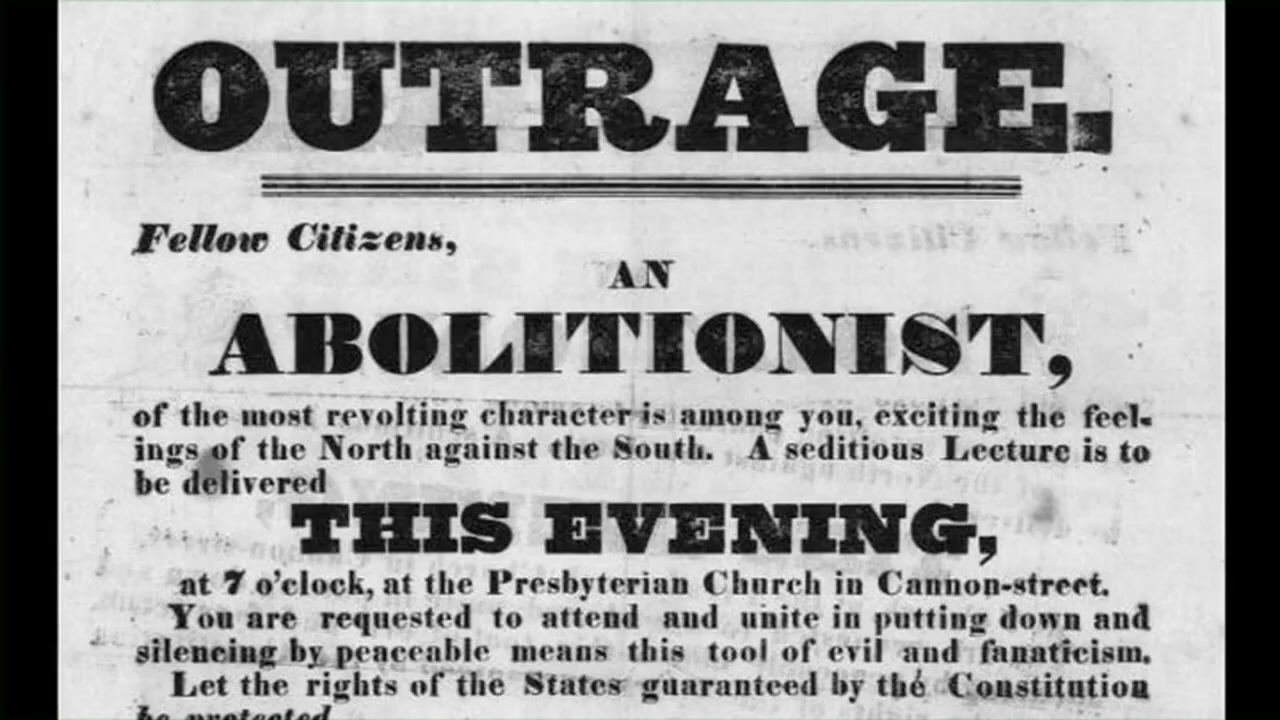 OUTRAGE.
Fellow Citizens,
AN
ABOLITIONIST,
of the most revolting character is among you, exciting the feel-
ings of the North against the South. A seditious Lecture is to
be delivered
THIS EVENING,
at 7 o'clock, at the Presbyterian Church in Cannon-street.
You are requested to attend and unite in putting down and
silencing by peaceable means this tool of evil and fanaticism.
Let the rights of the States guaranteed by the Constitution
be protected